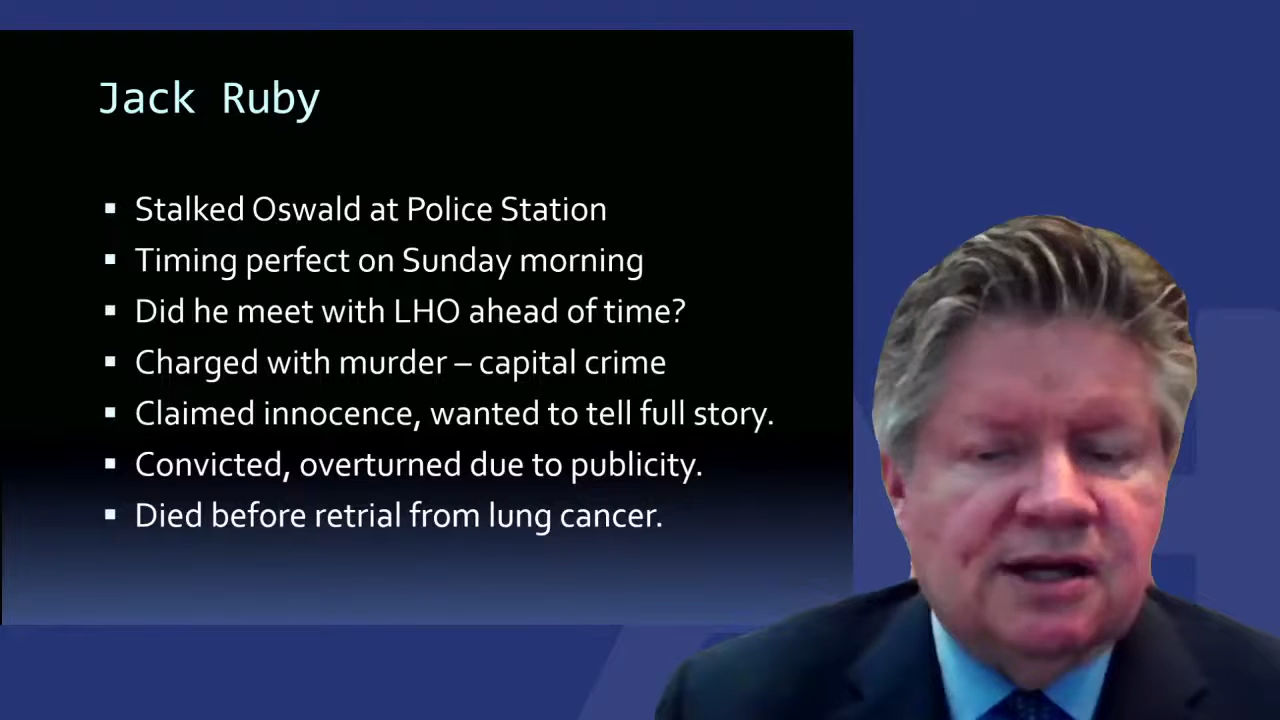 Jack Ruby
▪ Stalked Oswald at Police Station
▪ Timing perfect on Sunday morning
▪ Did he meet with LHO ahead of time?
▪ Charged with murder – capital crime
▪ Claimed innocence, wanted to tell full story.
▪ Convicted, overturned due to publicity.
▪ Died before retrial from lung cancer.